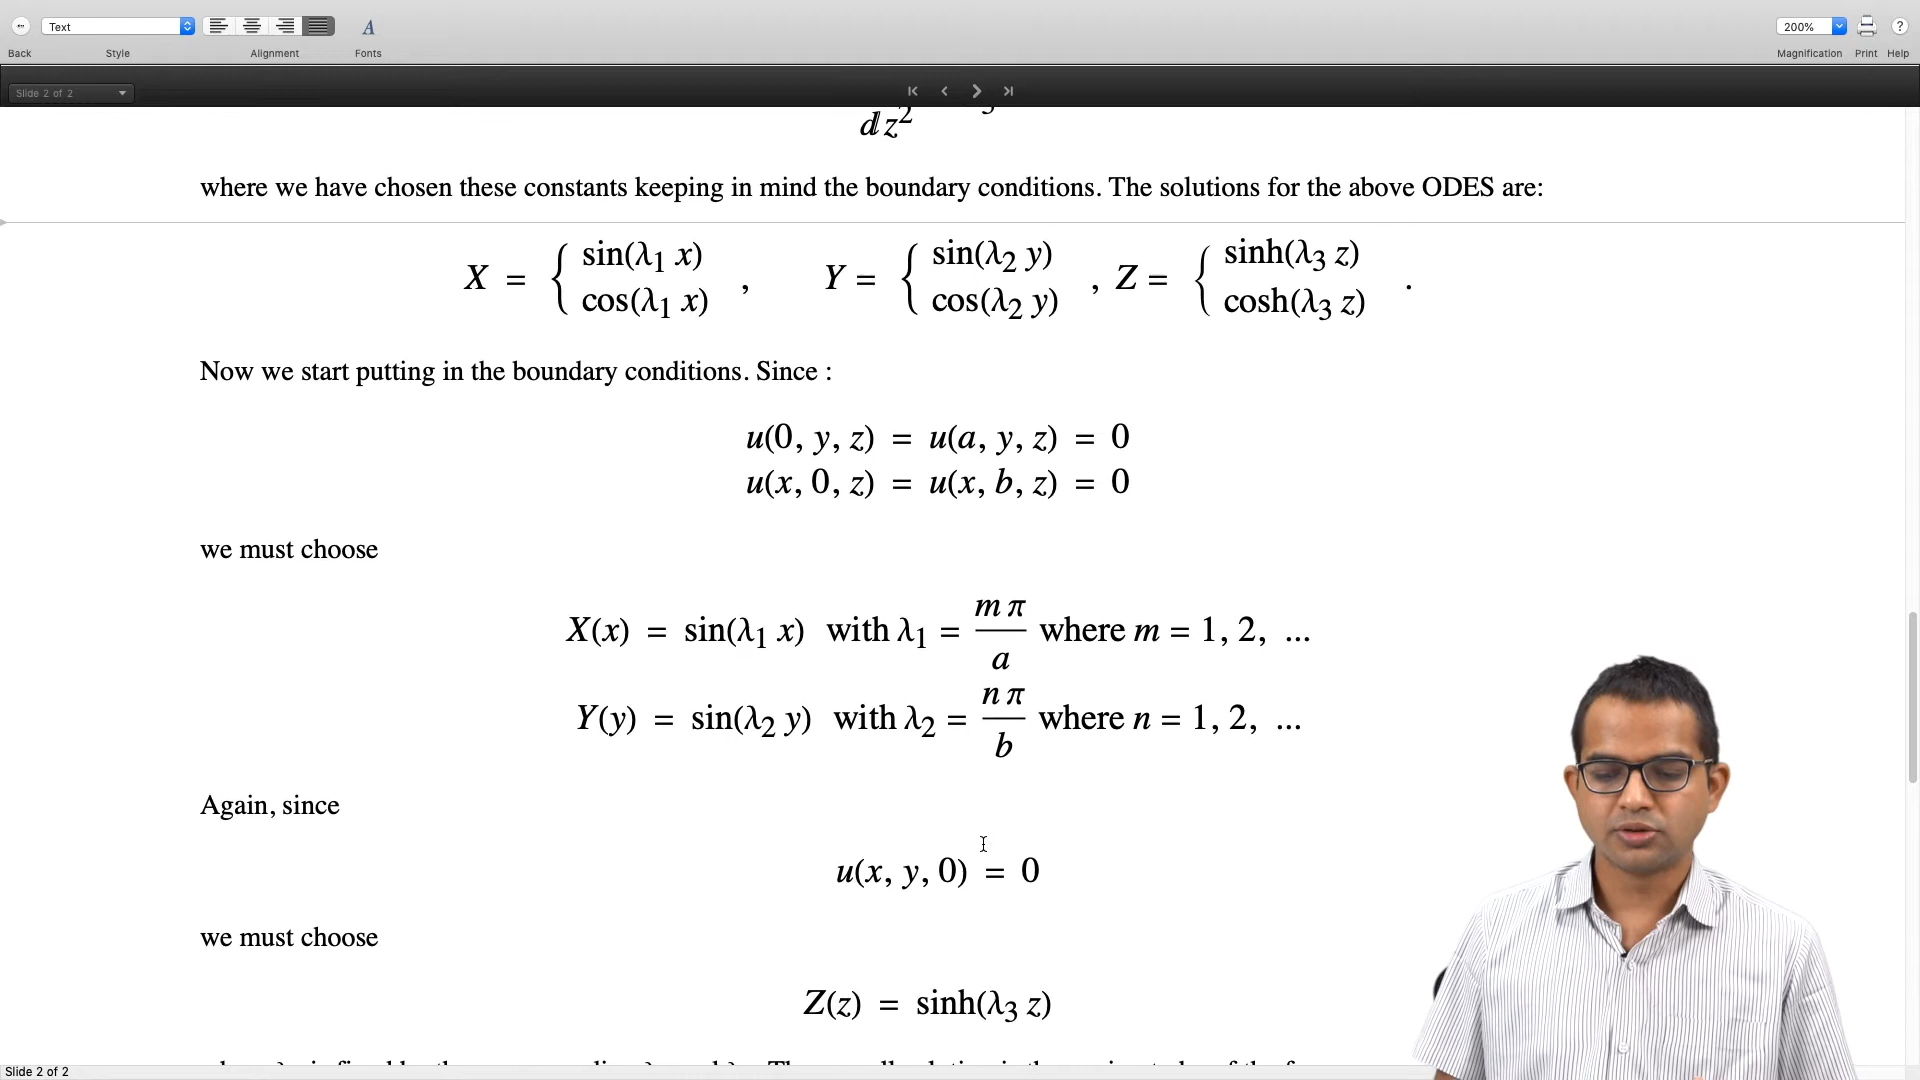 Text
200%
Back Style Alignment Fonts Magnification Print Help
Slide 2 of 2
d z²
where we have chosen these constants keeping in mind the boundary conditions. The solutions for the above ODES are:
X = { sin(λ₁ x) cos(λ₁ x) , Y = { sin(λ₂ y) cos(λ₂ y) , Z = { sinh(λ₃ z) cosh(λ₃ z) .
Now we start putting in the boundary conditions. Since :
u(0, y, z) = u(a, y, z) = 0
u(x, 0, z) = u(x, b, z) = 0
we must choose
X(x) = sin(λ₁ x) with λ₁ = m π / a where m = 1, 2, ...
Y(y) = sin(λ₂ y) with λ₂ = n π / b where n = 1, 2, ...
Again, since
u(x, y, 0) = 0
we must choose
Z(z) = sinh(λ₃ z)
Slide 2 of 2